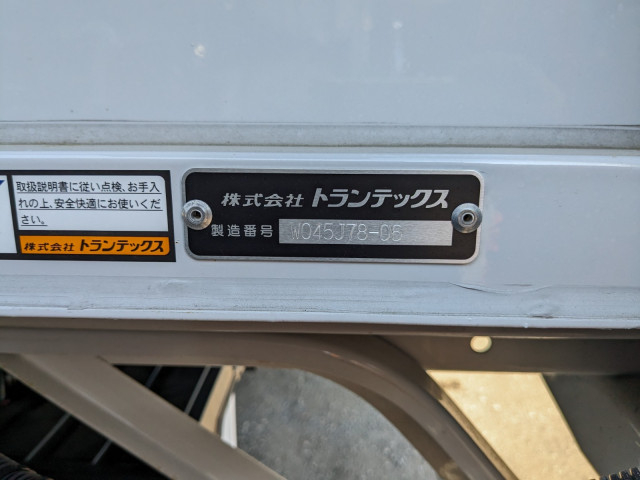 取扱説明書に従い点検、お手入
れの上、安全快適にお使いくだ
さい。
株式会社 トランテックス
株式会社 トランテックス
製造番号 W045J78-05